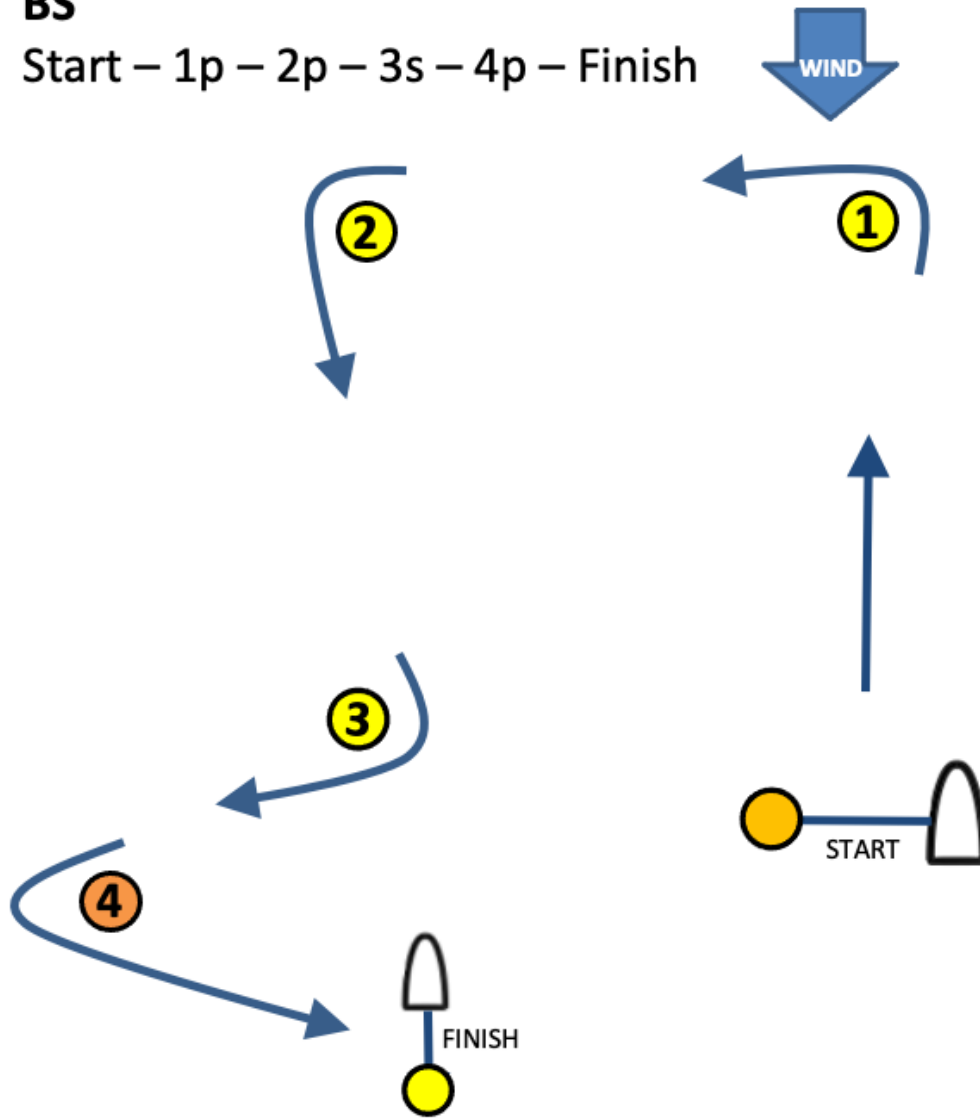 BS
Start – 1p – 2p – 3s – 4p – Finish
WIND
2
1
3
START
4
FINISH